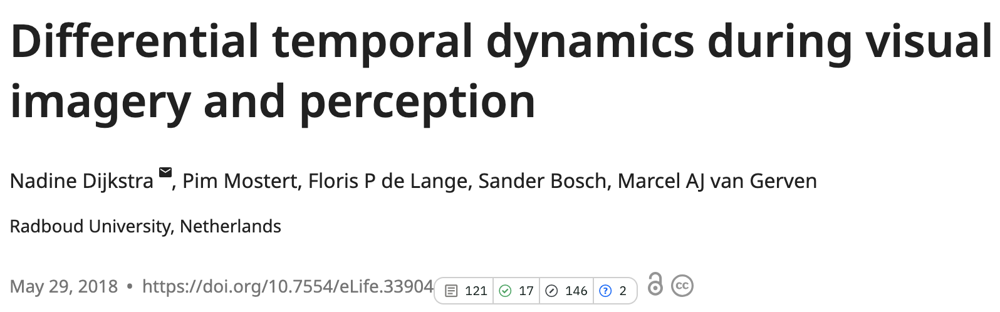 Differential temporal dynamics during visual
imagery and perception
Nadine Dijkstra, Pim Mostert, Floris P de Lange, Sander Bosch, Marcel AJ van Gerven
Radboud University, Netherlands
May 29, 2018 • https://doi.org/10.7554/eLife.33904 121 17 146 ? 2 cc